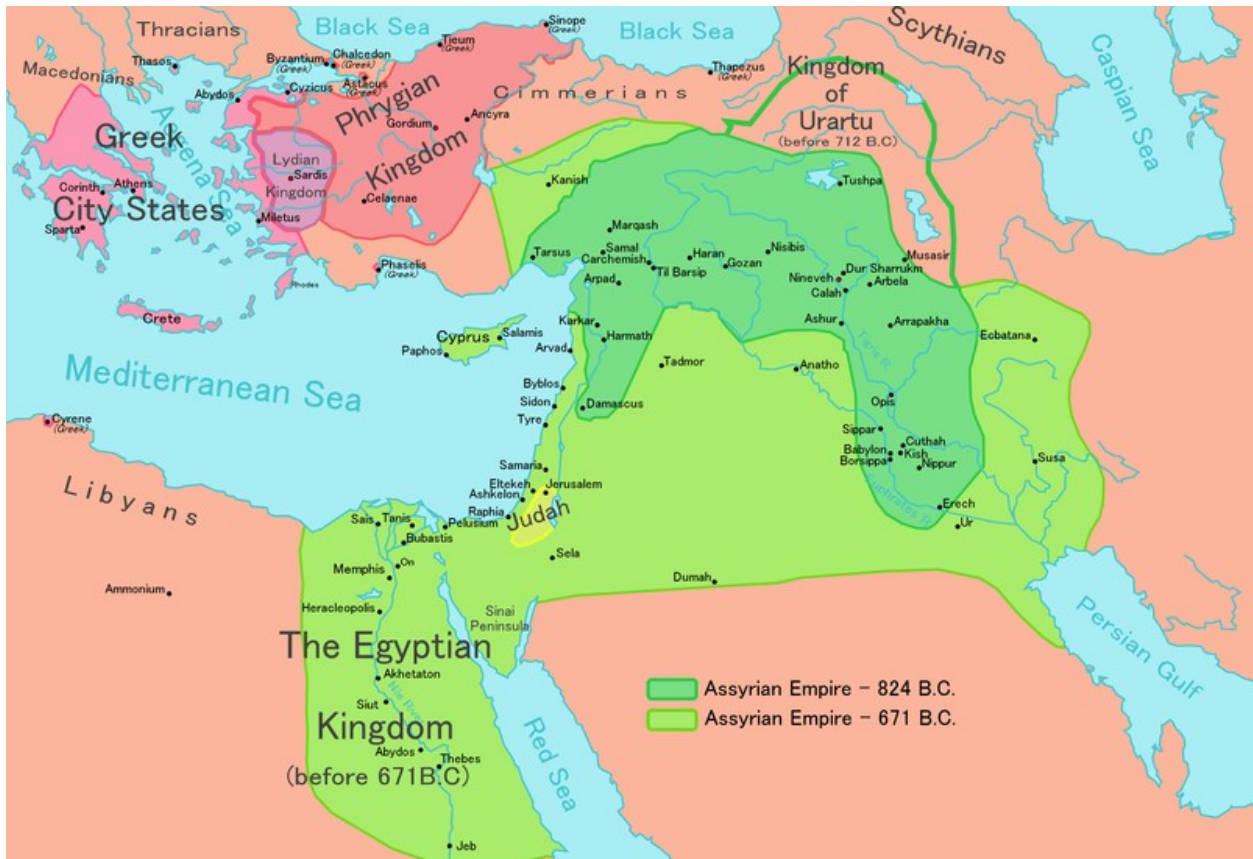 Black Sea
Black Sea
Scythians
Caspian Sea
Thracians
Macedonians
Thasos
Byzantium
(Greek)
Chalcedon
(Greek)
Astacus
(Greek)
Tieum
(Greek)
Sinope
(Greek)
Thapezus
(Greek)
Cimmerians
Kingdom
of
Urartu
(before 712 B.C)
Abydos
Cyzicus
Phrygian
Kingdom
Gordium
Ancyra
Celaenae
Greek
City States
Corinth
Athens
Sparta
Lydian
Kingdom
Sardis
Miletus
Phaselis
(Greek)
Rhodes
Crete
Kanish
Tushpa
Marqash
Samal
Carchemish
Tarsus
Haran
Til Barsip
Gozan
Nisibis
Arpad
Nineveh
Dur Sharrukm
Musasir
Calah
Arbela
Karkar
Harmath
Ashur
Arrapakha
Ecbatana
Cyprus
Salamis
Paphos
Arvad
Tadmor
Anatho
Mediterranean Sea
Byblos
Sidon
Damascus
Tyre
Opis
Sippar
Cuthah
Babylon
Kish
Borsippa
Nippur
Susa
Cyrene
(Greek)
Samaria
Eltekeh
Jerusalem
Ashkelon
Raphia
Judah
Euphrates R.
Erech
Ur
Libyans
Sais
Tanis
Pelusium
Bubastis
On
Memphis
Sela
Dumah
Ammonium
Heracleopolis
Sinai
Peninsula
The Egyptian
Kingdom
(before 671B.C)
Akhetaton
Siut
Nile River
Abydos
Thebes
Jeb
Red Sea
Persian Gulf
Assyrian Empire - 824 B.C.
Assyrian Empire - 671 B.C.